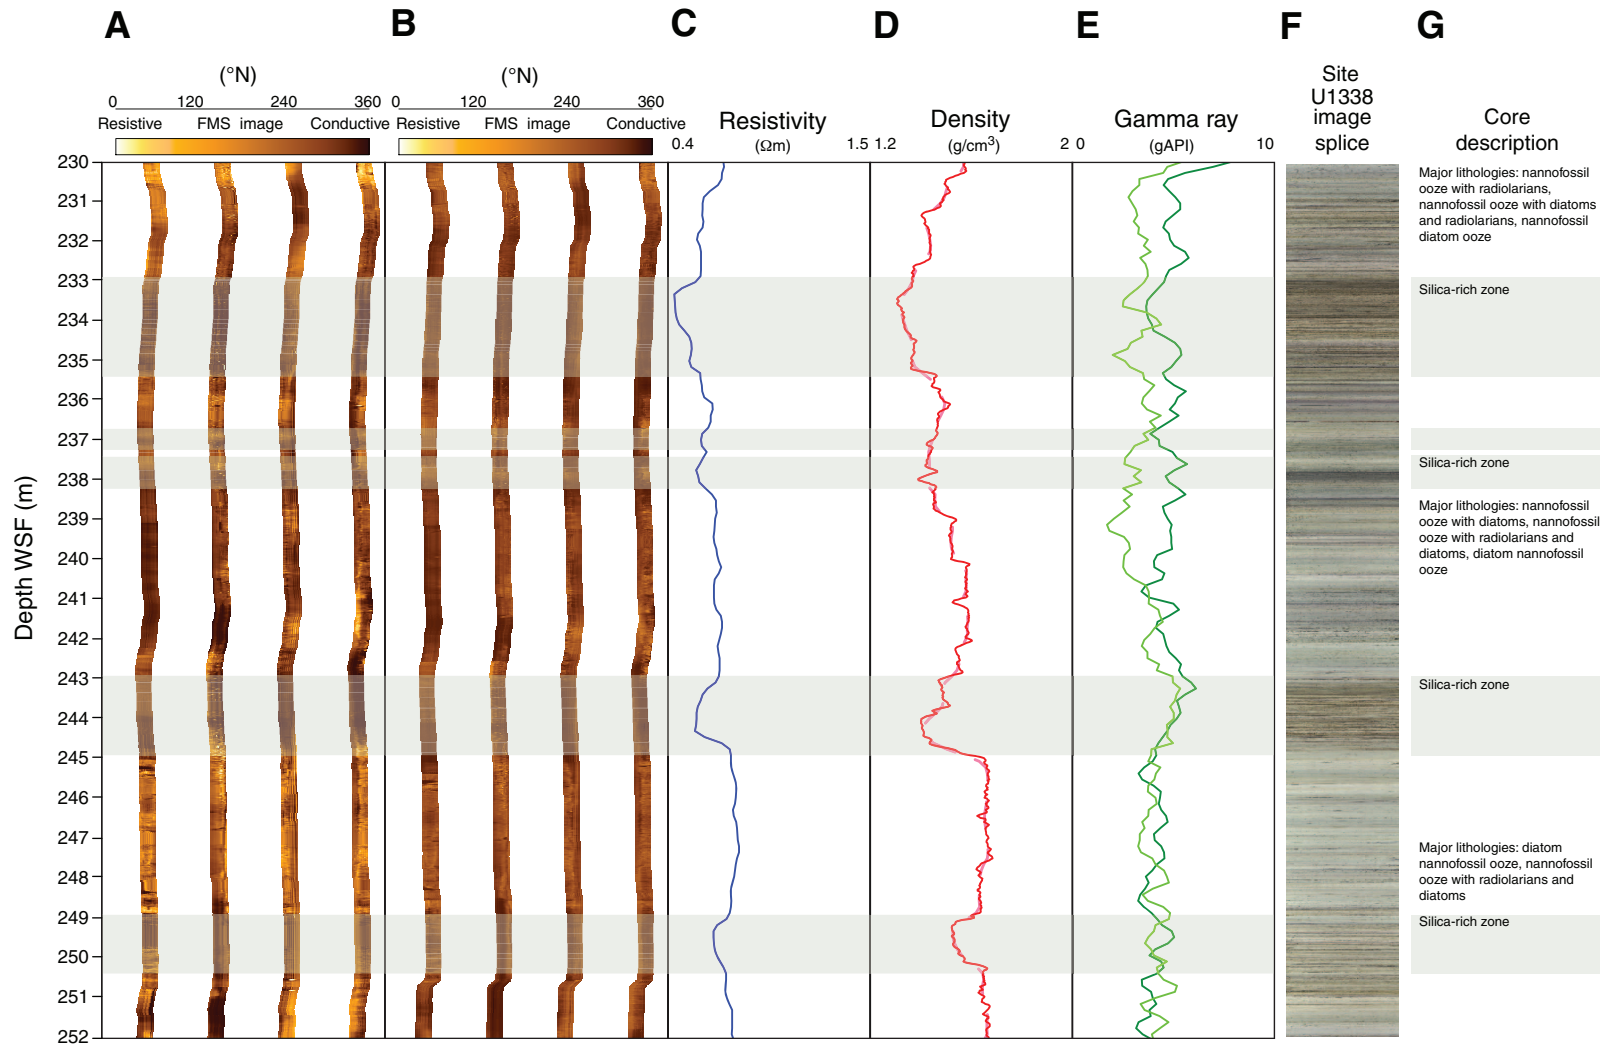 A B C D E F G
(°N) (°N)
0 120 240 360 0 120 240 360
Resistive FMS image Conductive Resistive FMS image Conductive
Resistivity
(Ωm)
0.4 1.5
Density
(g/cm3)
1.2 2
Gamma ray
(gAPI)
0 10
Site
U1338
image
splice
Core
description
Depth WSF (m)
230
231
232
233
234
235
236
237
238
239
240
241
242
243
244
245
246
247
248
249
250
251
252
Major lithologies: nannofossil
ooze with radiolarians,
nannofossil ooze with diatoms
and radiolarians, nannofossil
diatom ooze
Silica-rich zone
Silica-rich zone
Major lithologies: nannofossil
ooze with diatoms, nannofossil
ooze with radiolarians and
diatoms, diatom nannofossil
ooze
Silica-rich zone
Major lithologies: diatom
nannofossil ooze, nannofossil
ooze with radiolarians and
diatoms
Silica-rich zone